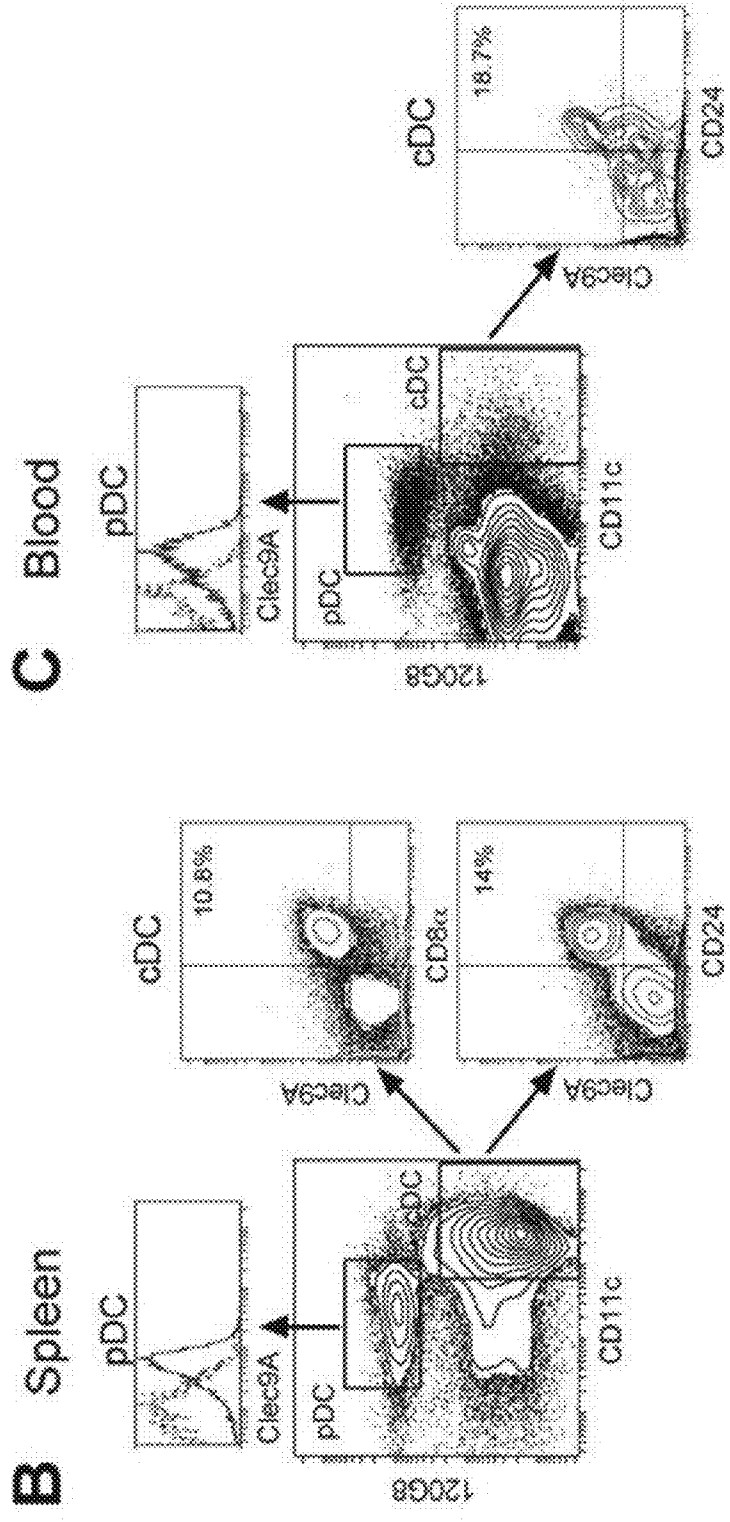 B Spleen
pDC
Clec9A
pDC
cDC
120G8
CD11c
cDC
10.8%
Clec9A
CD8α
14%
Clec9A
CD24
C Blood
pDC
Clec9A
pDC
cDC
120G8
CD11c
cDC
18.7%
Clec9A
CD24